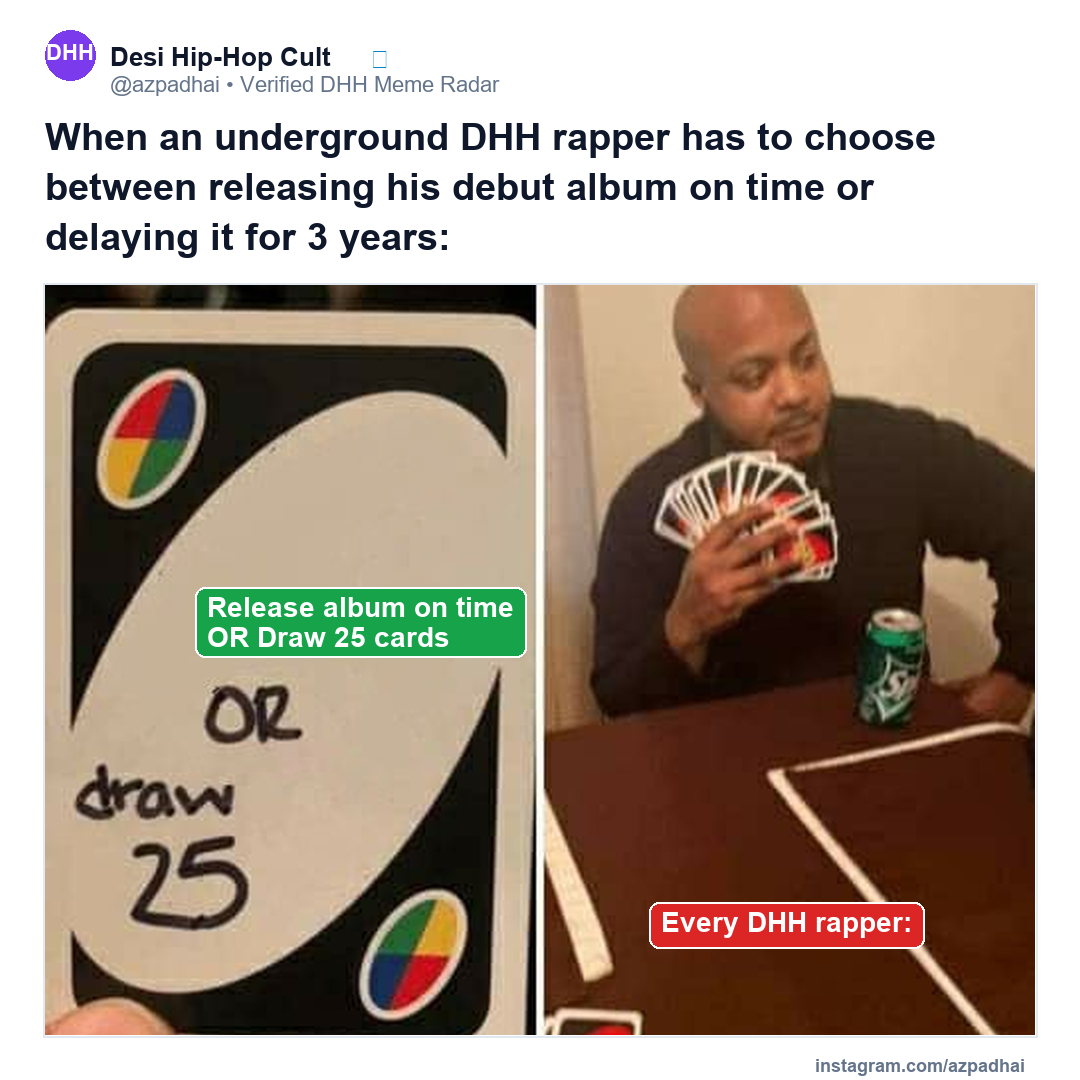 DHH
Desi Hip-Hop Cult
@azpadhai • Verified DHH Meme Radar
When an underground DHH rapper has to choose
between releasing his debut album on time or
delaying it for 3 years:
Release album on time
OR Draw 25 cards
OR
draw
25
Every DHH rapper:
instagram.com/azpadhai